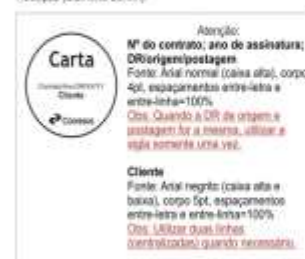 Carta
Cliente
Correios
Atenção:
Nº do contrato; ano de assinatura;
DR/origem/postagem
Fonte: Arial normal (caixa alta), corpo
4pt, espaçamentos entre-letra e
entre-linha=100%
Obs: Quando a DR de origem e
postagem for a mesma, utilizar a
sigla somente uma vez.
Cliente
Fonte: Arial negrito (caixa alta e
baixa), corpo 5pt, espaçamentos
entre-letra e entre-linha=100%
Obs: Utilizar duas linhas
(centralizadas) quando necessário.